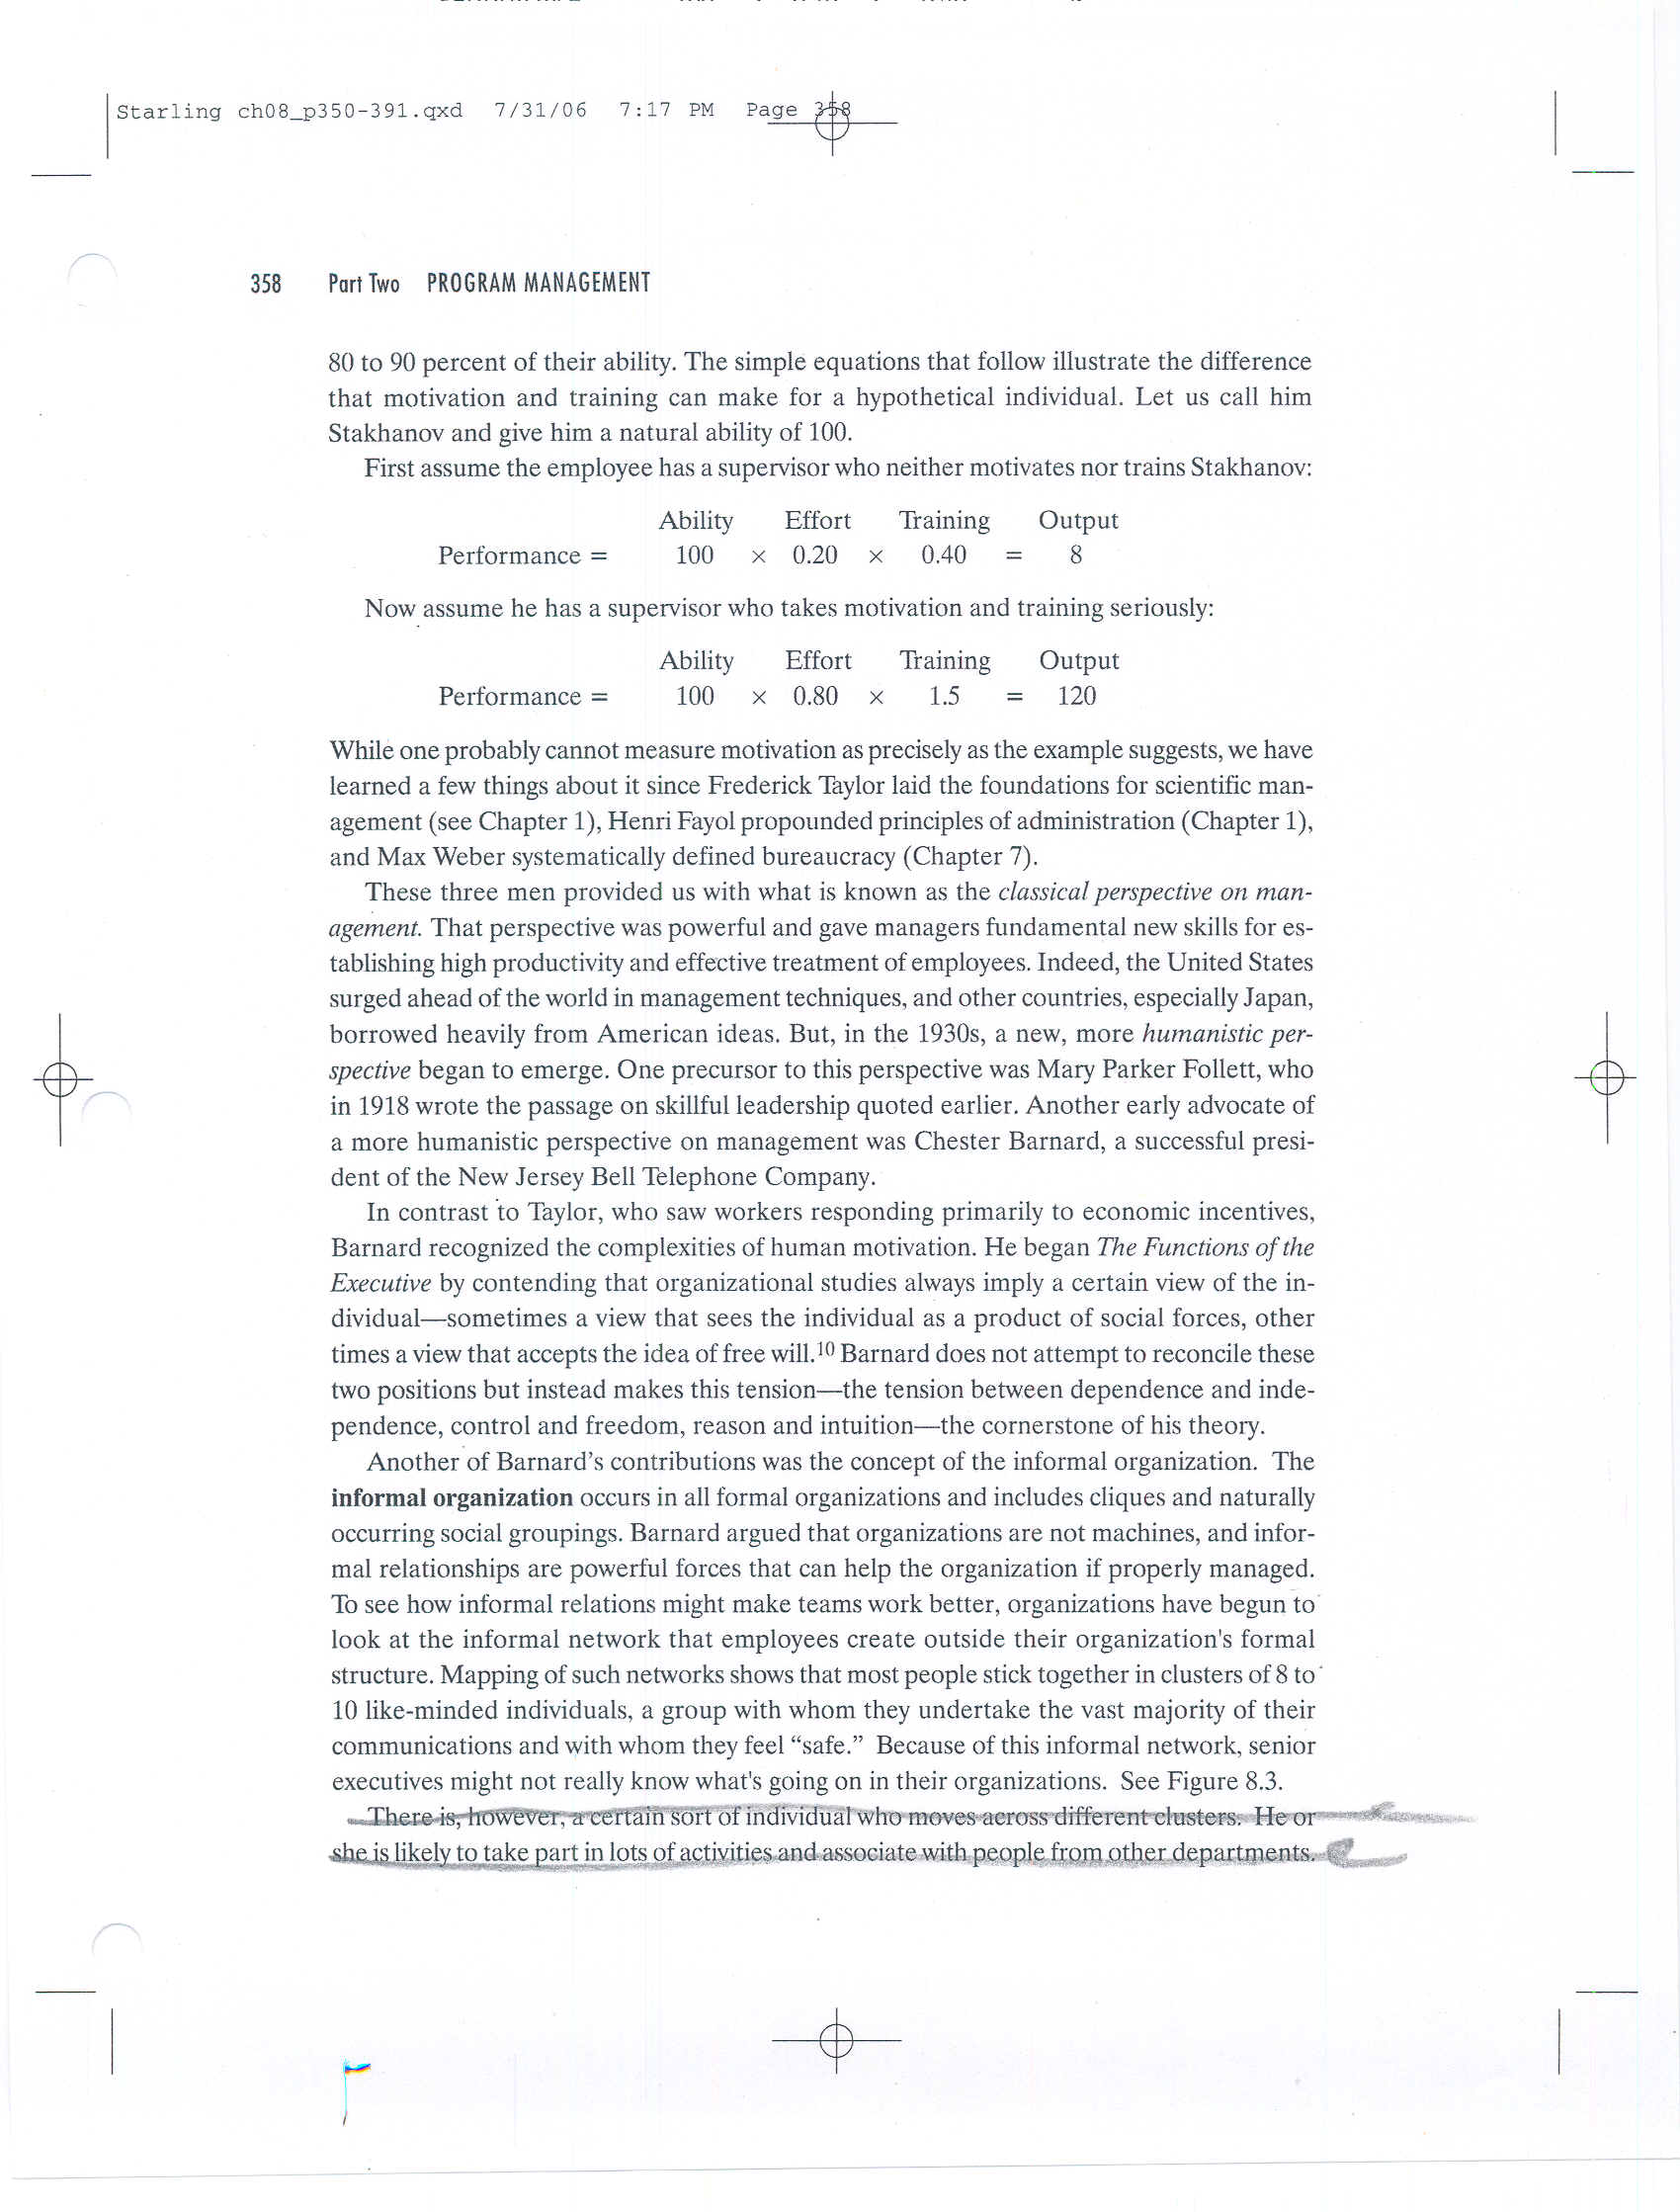 Starling ch08_p350-391.qxd 7/31/06 7:17 PM Page 358
358 Part Two PROGRAM MANAGEMENT
80 to 90 percent of their ability. The simple equations that follow illustrate the difference
that motivation and training can make for a hypothetical individual. Let us call him
Stakhanov and give him a natural ability of 100.
First assume the employee has a supervisor who neither motivates nor trains Stakhanov:
Ability Effort Training Output
Performance = 100 × 0.20 × 0.40 = 8
Now assume he has a supervisor who takes motivation and training seriously:
Ability Effort Training Output
Performance = 100 × 0.80 × 1.5 = 120
While one probably cannot measure motivation as precisely as the example suggests, we have
learned a few things about it since Frederick Taylor laid the foundations for scientific man-
agement (see Chapter 1), Henri Fayol propounded principles of administration (Chapter 1),
and Max Weber systematically defined bureaucracy (Chapter 7).
These three men provided us with what is known as the classical perspective on man-
agement. That perspective was powerful and gave managers fundamental new skills for es-
tablishing high productivity and effective treatment of employees. Indeed, the United States
surged ahead of the world in management techniques, and other countries, especially Japan,
borrowed heavily from American ideas. But, in the 1930s, a new, more humanistic per-
spective began to emerge. One precursor to this perspective was Mary Parker Follett, who
in 1918 wrote the passage on skillful leadership quoted earlier. Another early advocate of
a more humanistic perspective on management was Chester Barnard, a successful presi-
dent of the New Jersey Bell Telephone Company.
In contrast to Taylor, who saw workers responding primarily to economic incentives,
Barnard recognized the complexities of human motivation. He began The Functions of the
Executive by contending that organizational studies always imply a certain view of the in-
dividual—sometimes a view that sees the individual as a product of social forces, other
times a view that accepts the idea of free will.10 Barnard does not attempt to reconcile these
two positions but instead makes this tension—the tension between dependence and inde-
pendence, control and freedom, reason and intuition—the cornerstone of his theory.
Another of Barnard's contributions was the concept of the informal organization. The
informal organization occurs in all formal organizations and includes cliques and naturally
occurring social groupings. Barnard argued that organizations are not machines, and infor-
mal relationships are powerful forces that can help the organization if properly managed.
To see how informal relations might make teams work better, organizations have begun to
look at the informal network that employees create outside their organization's formal
structure. Mapping of such networks shows that most people stick together in clusters of 8 to
10 like-minded individuals, a group with whom they undertake the vast majority of their
communications and with whom they feel “safe.” Because of this informal network, senior
executives might not really know what's going on in their organizations. See Figure 8.3.
There is, however, a certain sort of individual who moves across different clusters. He or
she is likely to take part in lots of activities and associate with people from other departments.